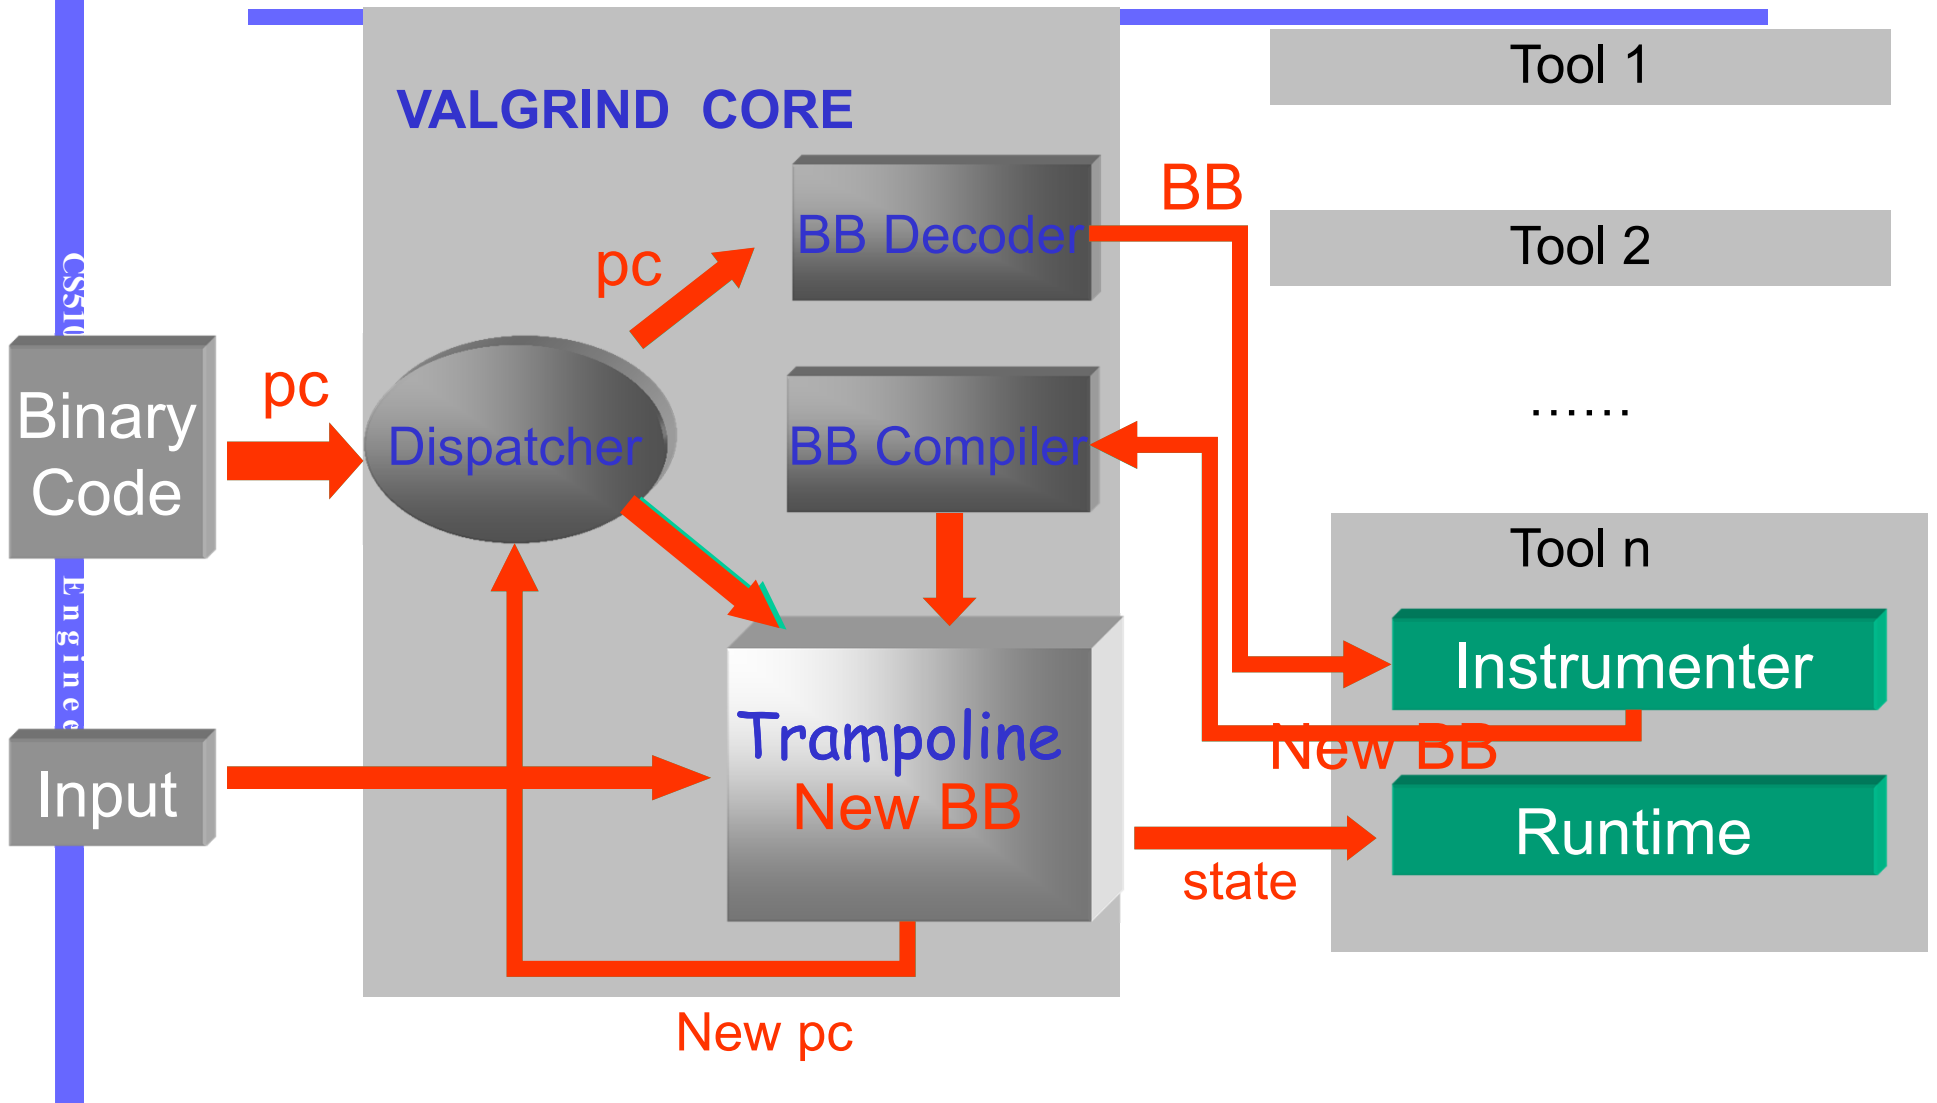 VALGRIND CORE
Tool 1
BB
BB Decoder
Tool 2
pc
CS510
Binary
Code
pc
Dispatcher
BB Compiler
......
Tool n
Instrumenter
Trampoline
New BB
New BB
Input
Runtime
state
New pc